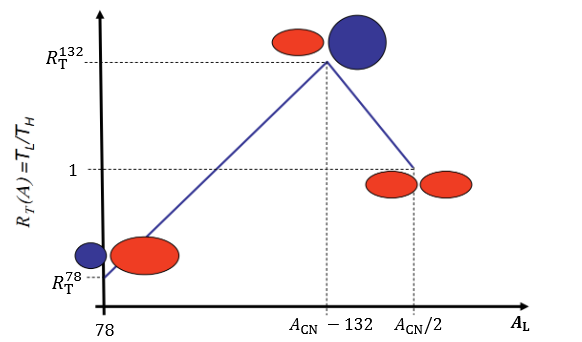 R_T^132
1
R_T^78
R_T(A)=T_L/T_H
78
A_CN − 132
A_CN/2
A_L